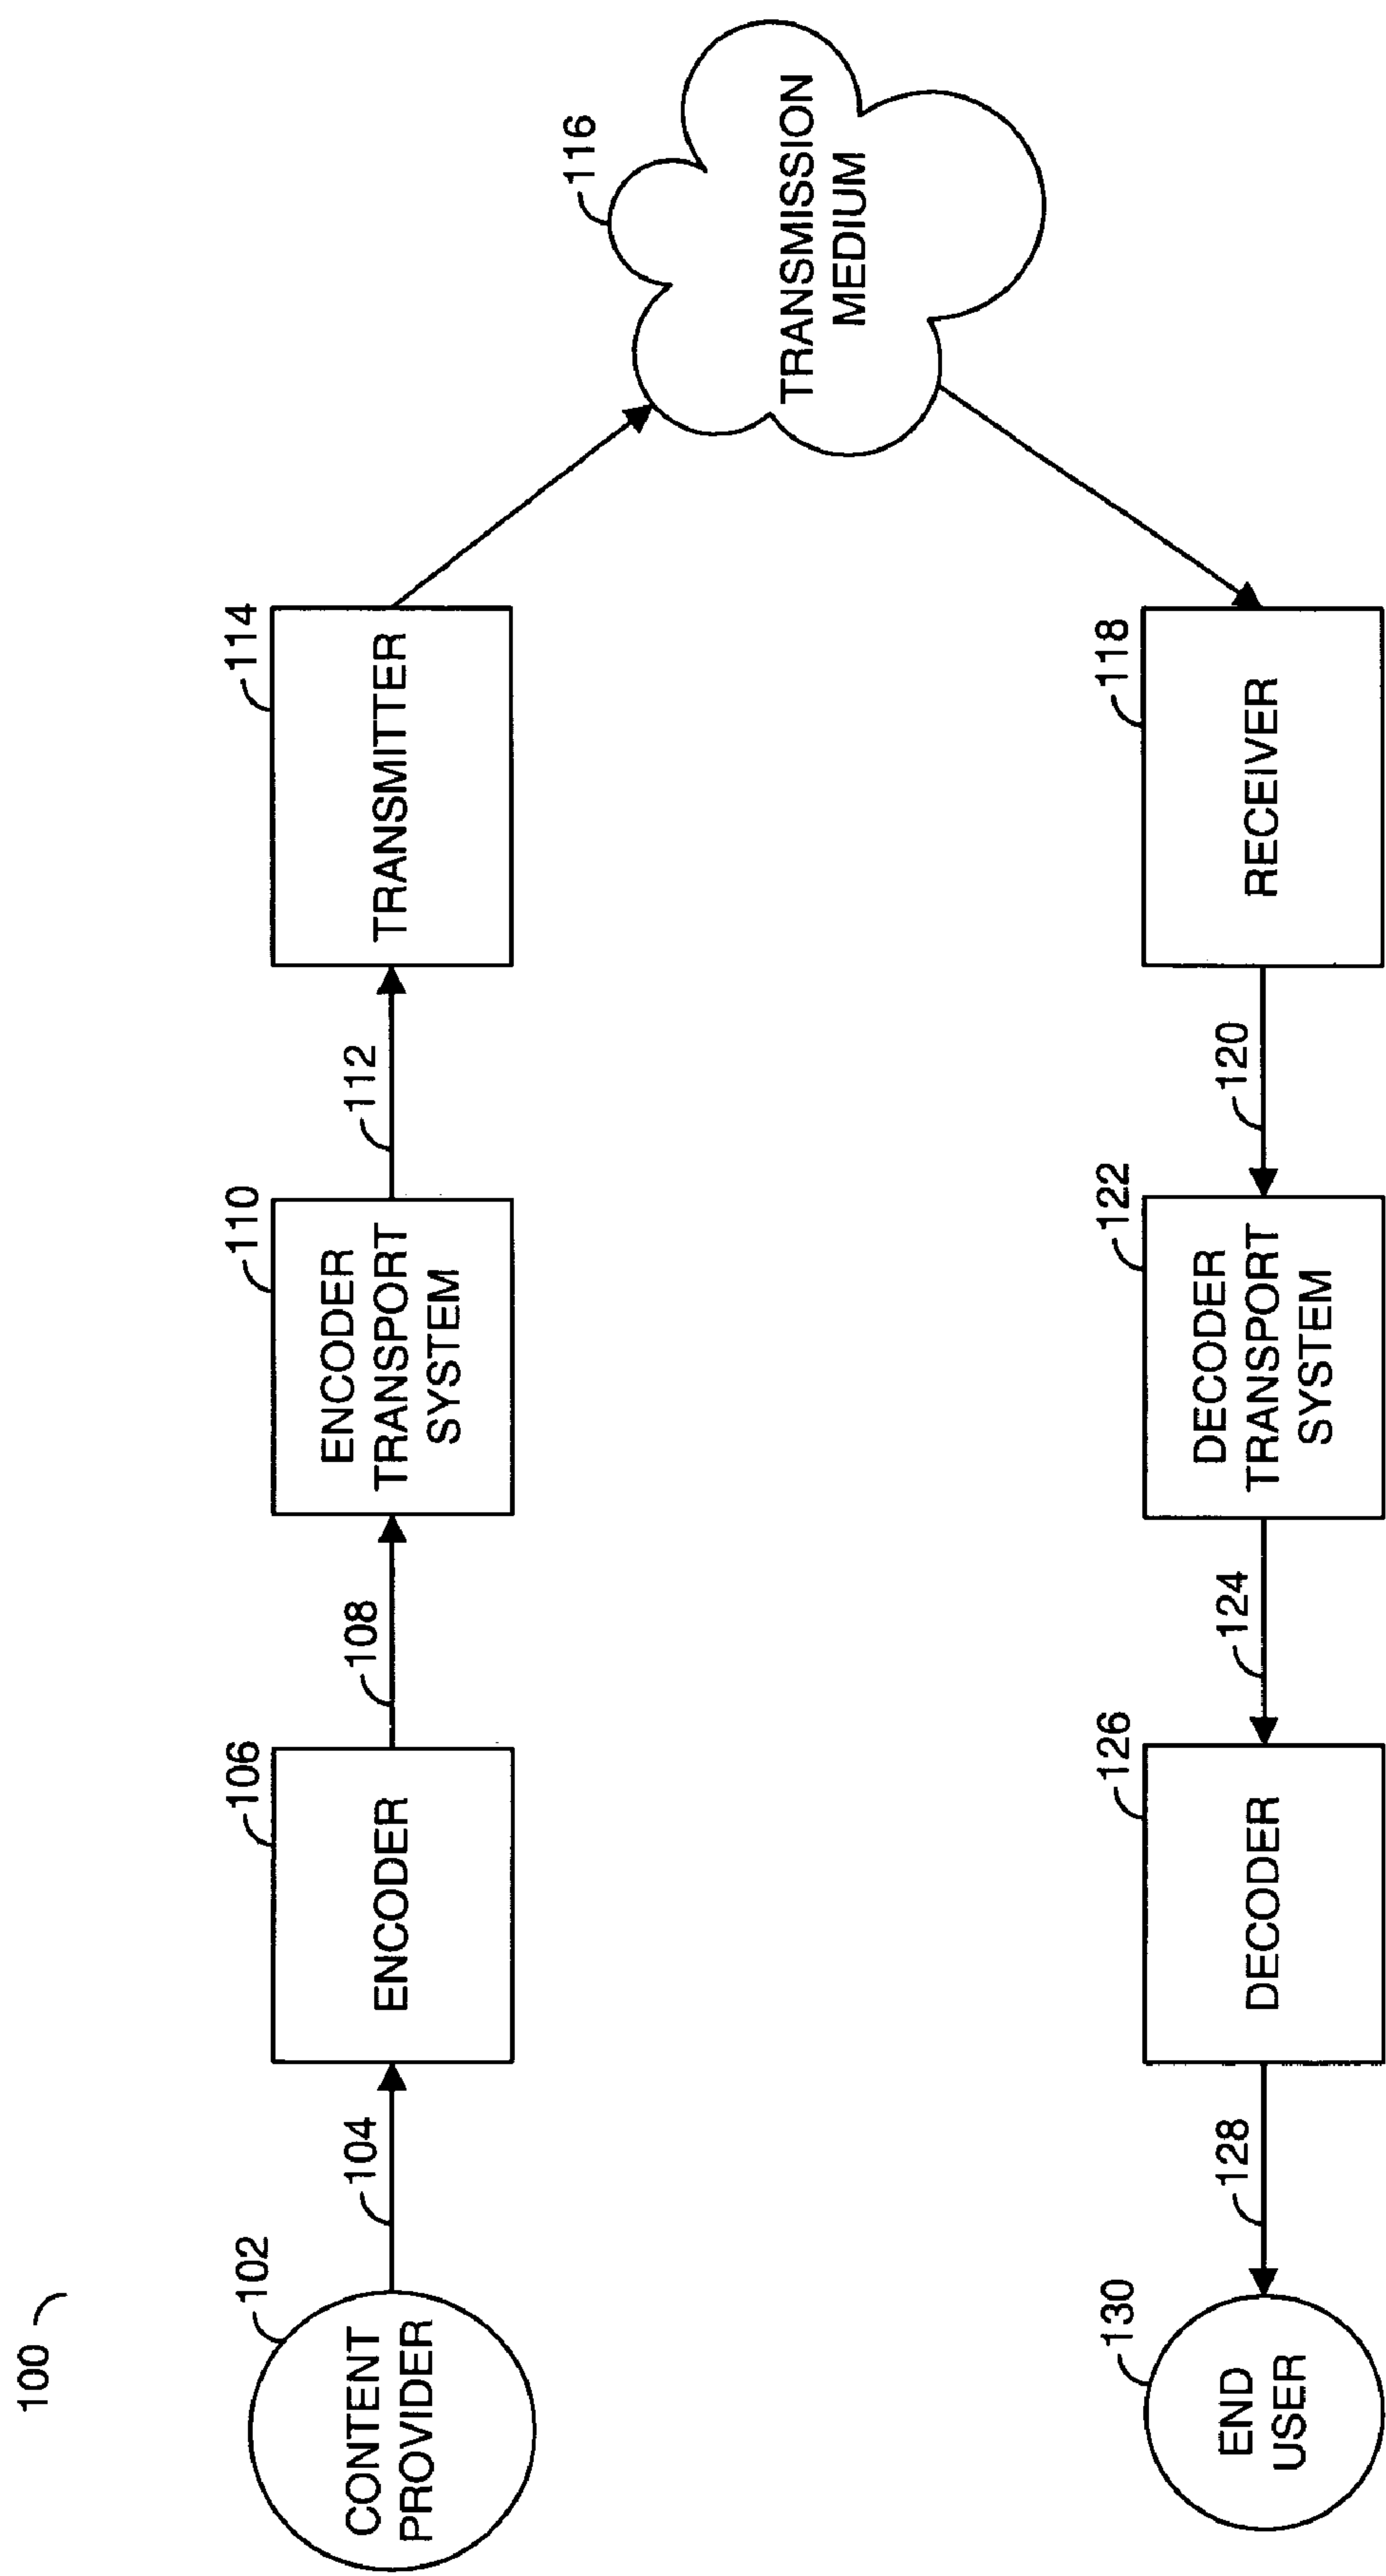 100
102
CONTENT
PROVIDER
104
106
ENCODER
108
110
ENCODER
TRANSPORT
SYSTEM
112
114
TRANSMITTER
116
TRANSMISSION
MEDIUM
118
RECEIVER
120
122
DECODER
TRANSPORT
SYSTEM
124
126
DECODER
128
130
END
USER